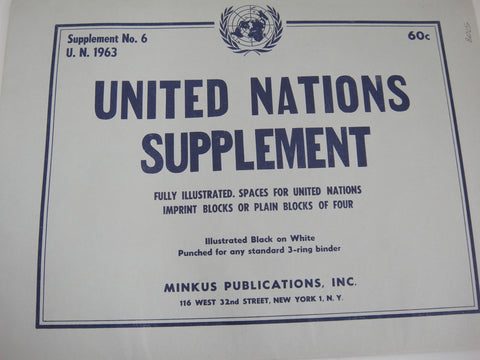 Supplement No. 6
U. N. 1963
60c
UNITED NATIONS
SUPPLEMENT
FULLY ILLUSTRATED. SPACES FOR UNITED NATIONS
IMPRINT BLOCKS OR PLAIN BLOCKS OF FOUR
Illustrated Black on White
Punched for any standard 3-ring binder
MINKUS PUBLICATIONS, INC.
116 WEST 32nd STREET, NEW YORK 1, N. Y.